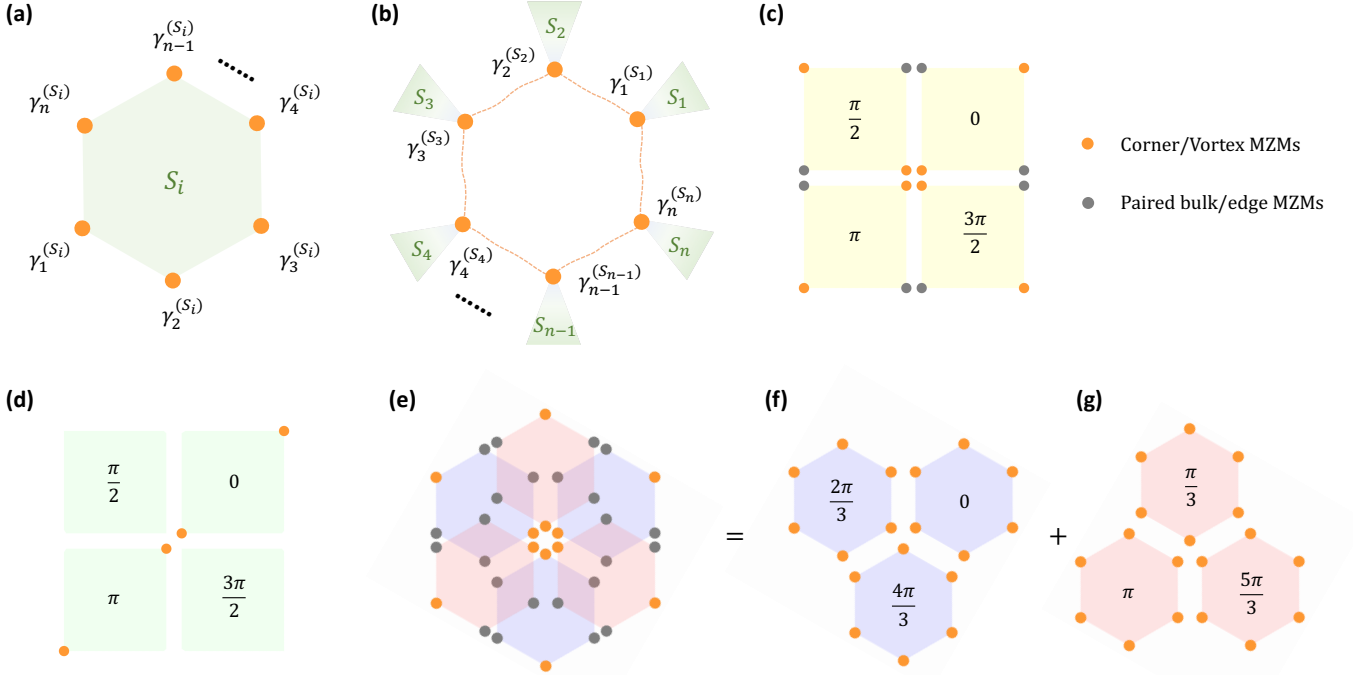 (a)
γ_{n−1}^{(S_i)}
γ_n^{(S_i)}
γ_4^{(S_i)}
S_i
γ_1^{(S_i)}
γ_3^{(S_i)}
γ_2^{(S_i)}
(b)
S_2
γ_2^{(S_2)}
γ_1^{(S_1)}
S_3
S_1
γ_3^{(S_3)}
γ_n^{(S_n)}
S_4
S_n
γ_4^{(S_4)}
γ_{n−1}^{(S_{n−1})}
S_{n−1}
(c)
π/2
0
π
3π/2
Corner/Vortex MZMs
Paired bulk/edge MZMs
(d)
π/2
0
π
3π/2
(e)
=
(f)
2π/3
0
4π/3
+
(g)
π/3
π
5π/3